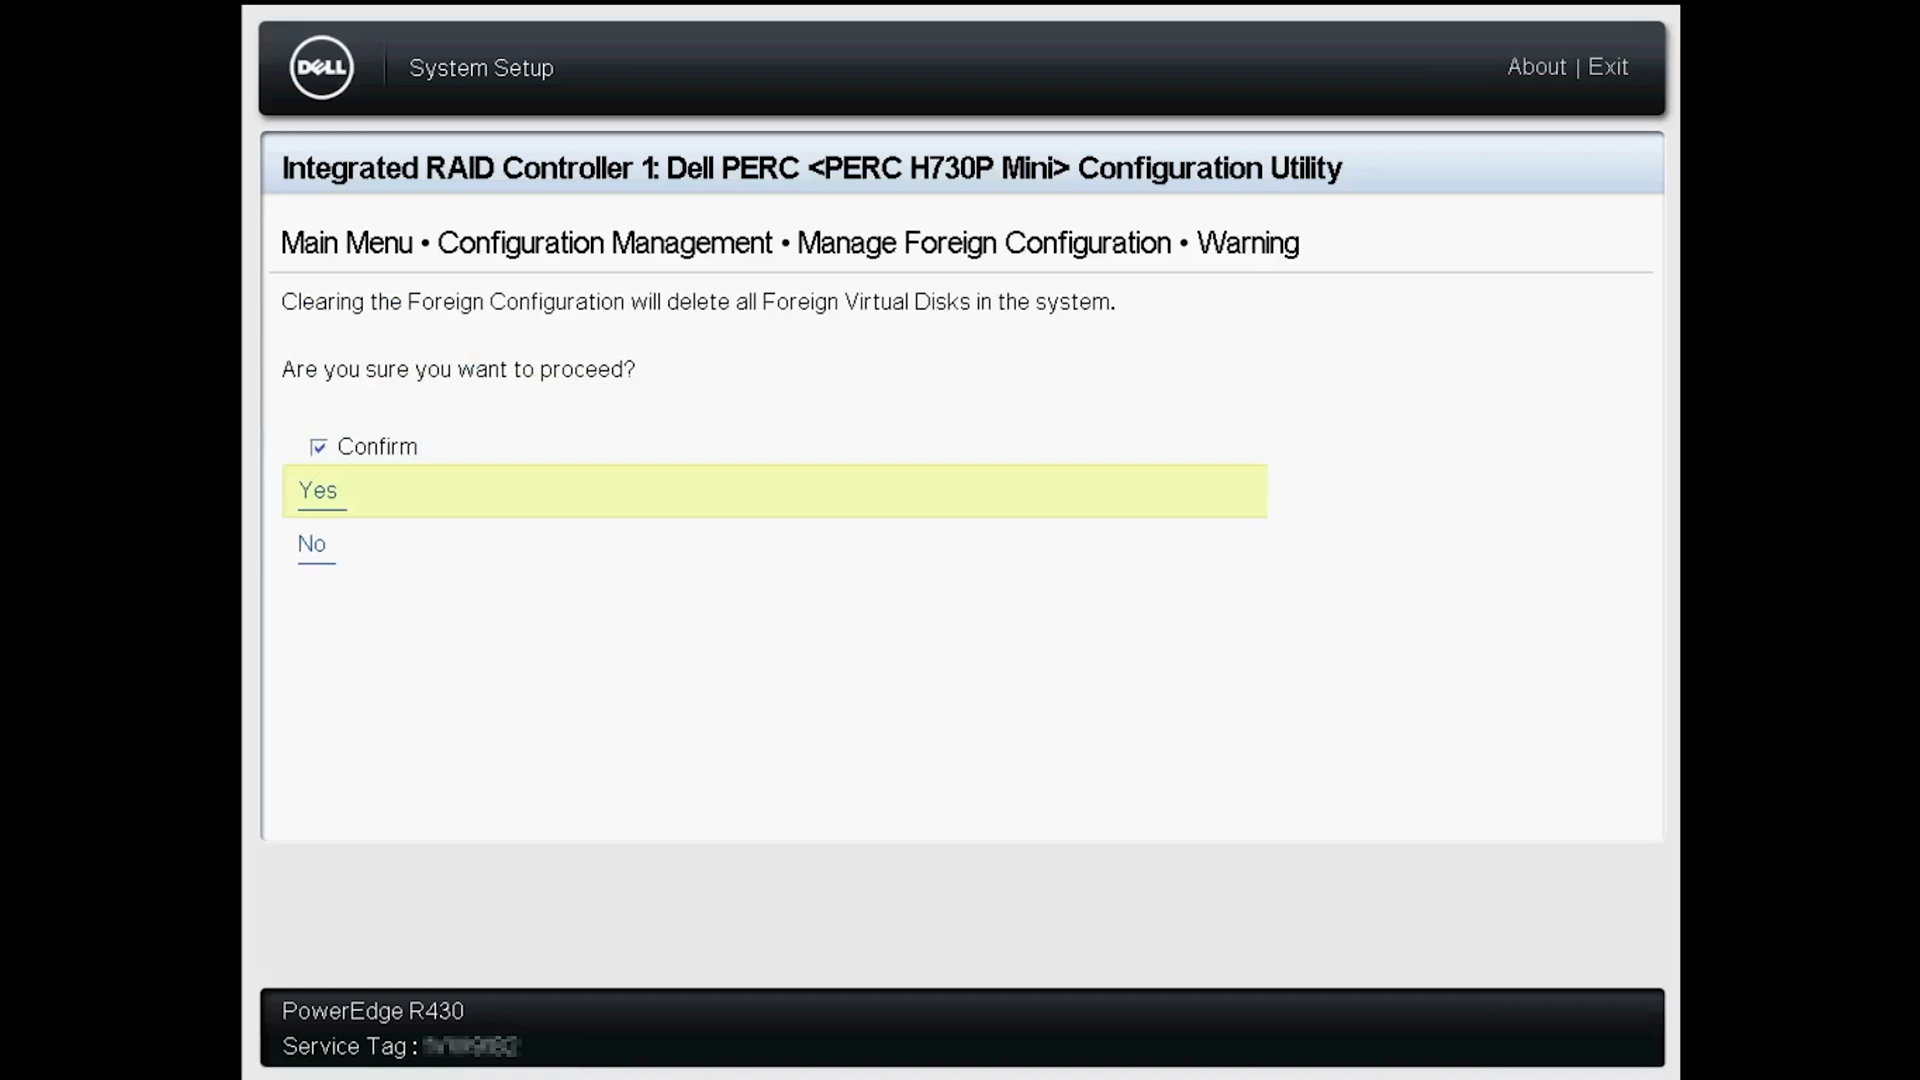 DELL
System Setup
About | Exit
Integrated RAID Controller 1: Dell PERC <PERC H730P Mini> Configuration Utility
Main Menu • Configuration Management • Manage Foreign Configuration • Warning
Clearing the Foreign Configuration will delete all Foreign Virtual Disks in the system.
Are you sure you want to proceed?
Confirm
Yes
No
PowerEdge R430
Service Tag :